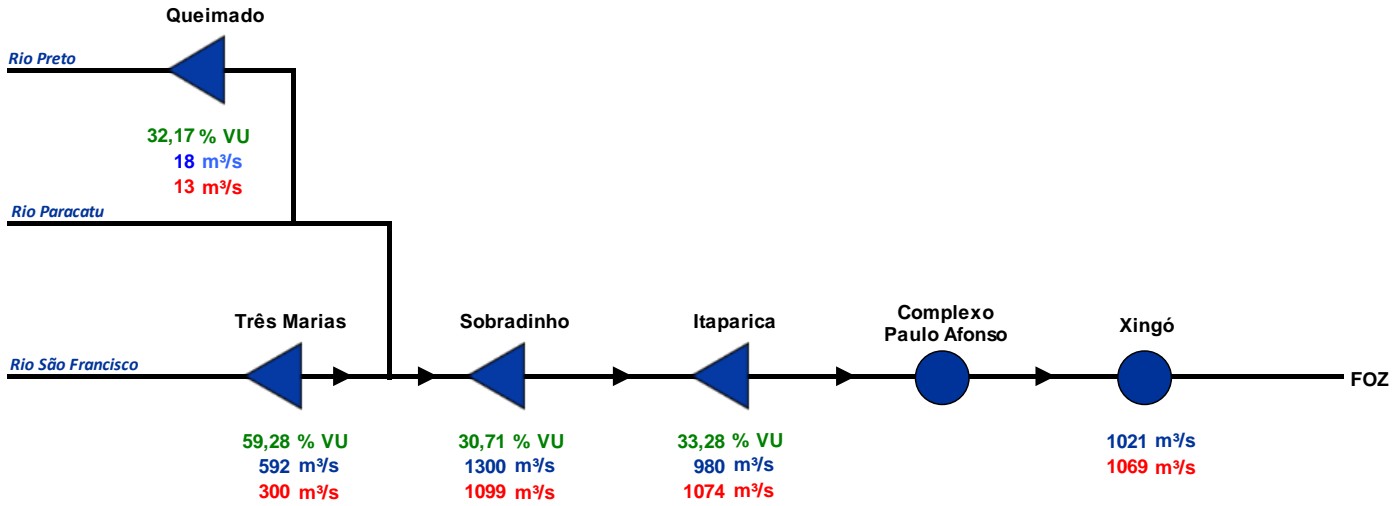 Queimado
Rio Preto
32,17 % VU
18 m³/s
13 m³/s
Rio Paracatu
Três Marias
Sobradinho
Itaparica
Complexo
Paulo Afonso
Xingó
Rio São Francisco
FOZ
59,28 % VU
592 m³/s
300 m³/s
30,71 % VU
1300 m³/s
1099 m³/s
33,28 % VU
980 m³/s
1074 m³/s
1021 m³/s
1069 m³/s